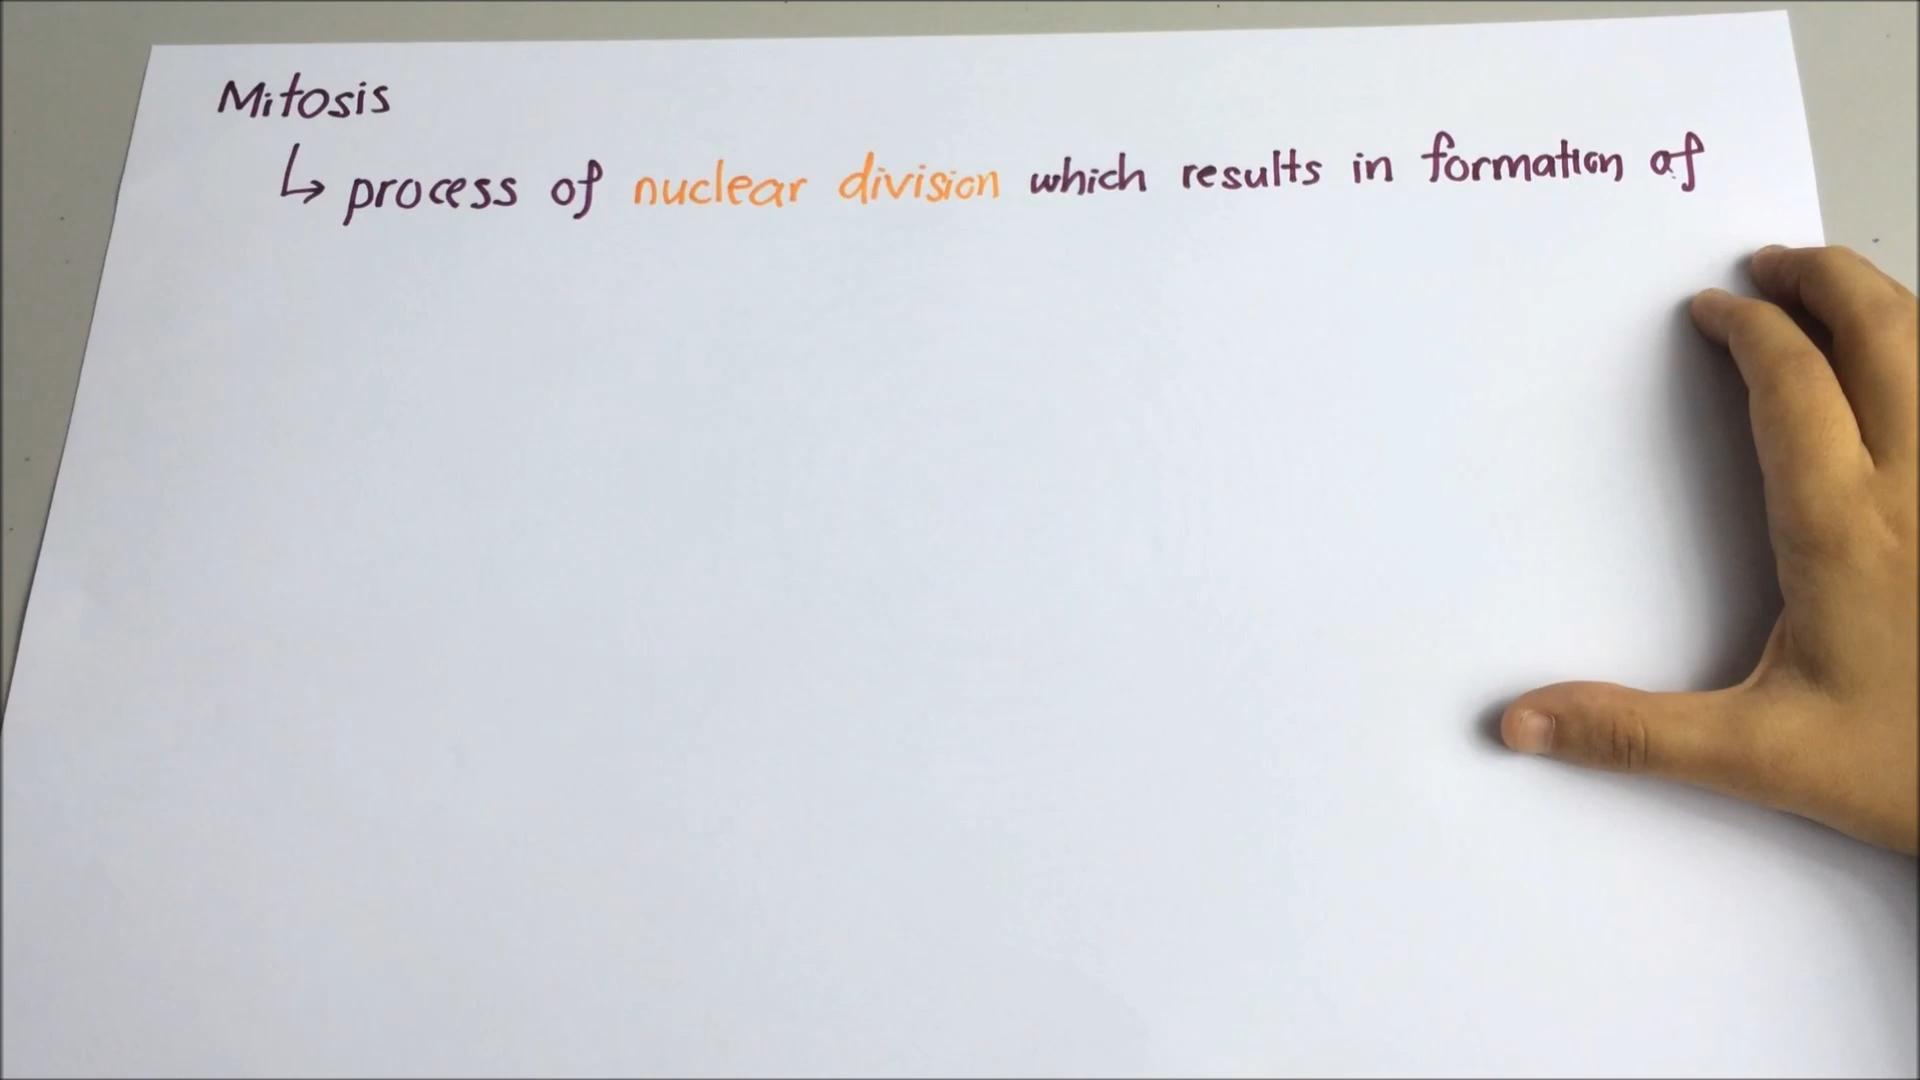 Mitosis
↳ process of nuclear division which results in formation of